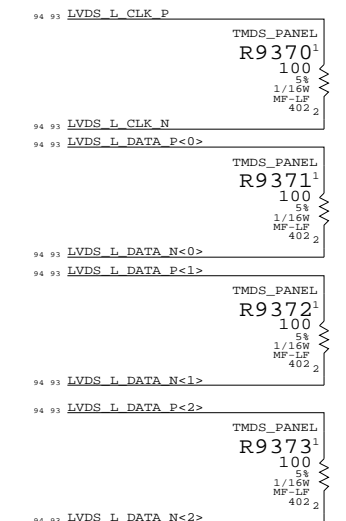 94 93 LVDS_L_CLK_P
TMDS_PANEL
R9370 1
100
5%
1/16W
MF-LF
402 2
94 93 LVDS_L_CLK_N
94 93 LVDS_L_DATA_P<0>
TMDS_PANEL
R9371 1
100
5%
1/16W
MF-LF
402 2
94 93 LVDS_L_DATA_N<0>
94 93 LVDS_L_DATA_P<1>
TMDS_PANEL
R9372 1
100
5%
1/16W
MF-LF
402 2
94 93 LVDS_L_DATA_N<1>
94 93 LVDS_L_DATA_P<2>
TMDS_PANEL
R9373 1
100
5%
1/16W
MF-LF
402 2
94 93 LVDS_L_DATA_N<2>